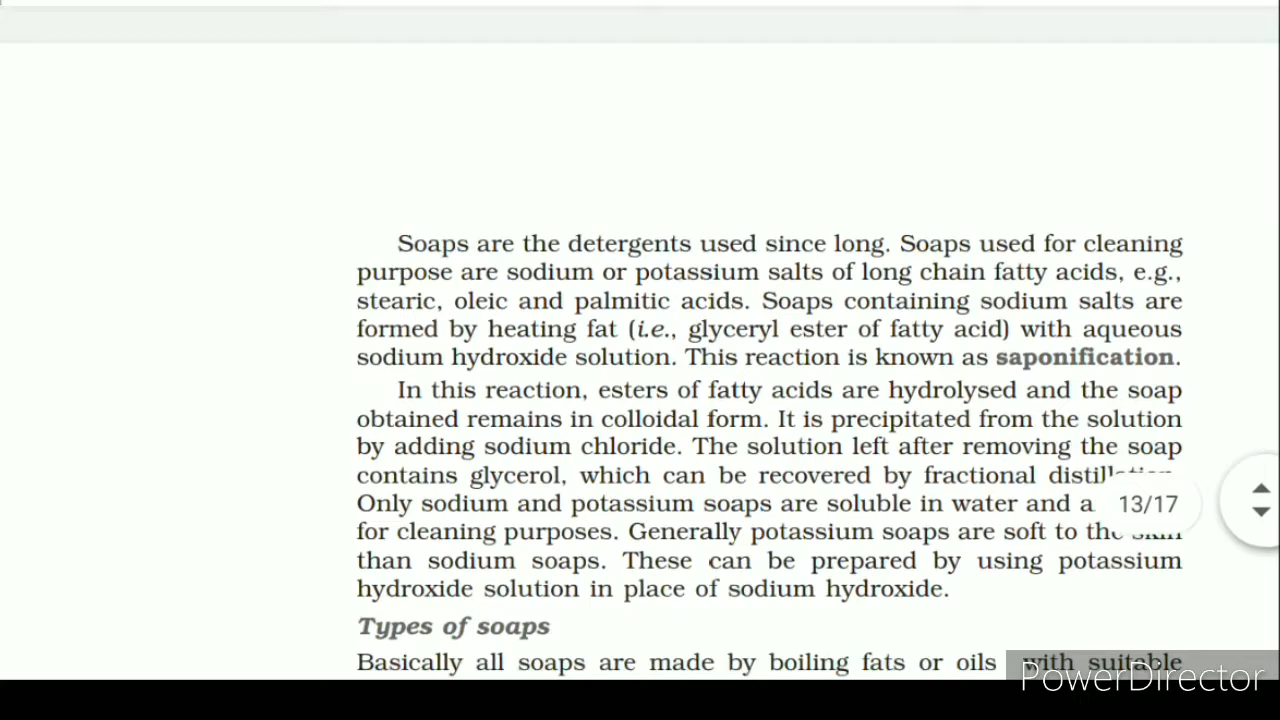 Soaps are the detergents used since long. Soaps used for cleaning
purpose are sodium or potassium salts of long chain fatty acids, e.g.,
stearic, oleic and palmitic acids. Soaps containing sodium salts are
formed by heating fat (i.e., glyceryl ester of fatty acid) with aqueous
sodium hydroxide solution. This reaction is known as saponification.
In this reaction, esters of fatty acids are hydrolysed and the soap
obtained remains in colloidal form. It is precipitated from the solution
by adding sodium chloride. The solution left after removing the soap
contains glycerol, which can be recovered by fractional
Only sodium and potassium soaps are soluble in water and
13/17
for cleaning purposes. Generally potassium soaps are soft to the
than sodium soaps. These can be prepared by using potassium
hydroxide solution in place of sodium hydroxide.
Types of soaps
Basically all soaps are made by boiling fats or oils with suitable
PowerDirector